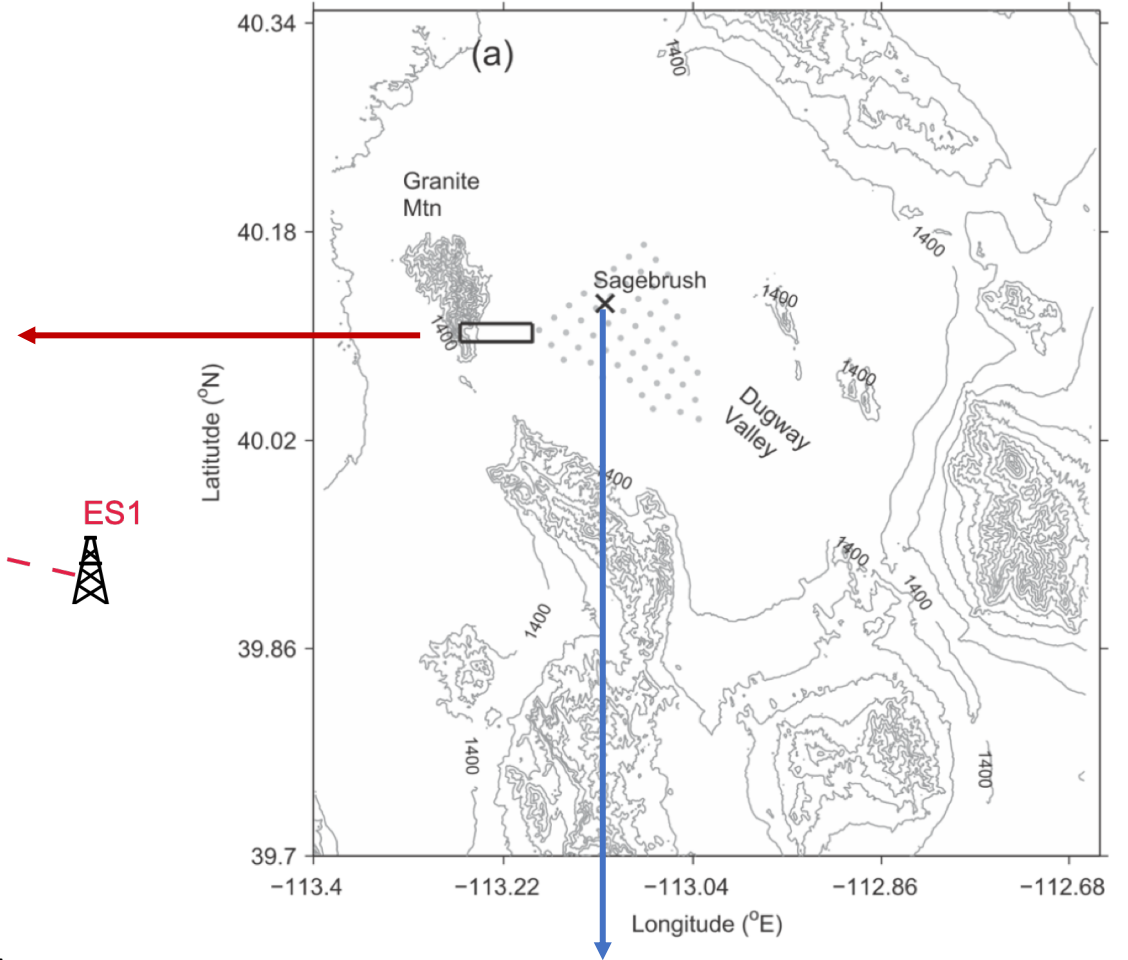 40.34
(a)
1400
Granite
Mtn
40.18
1400
Sagebrush
1400
1400
1400
Latitutde (°N)
Dugway
Valley
40.02
400
ES1
1400
1400
1400
39.86
1400
1400
39.7
−113.4
−113.22
−113.04
−112.86
−112.68
Longitude (°E)